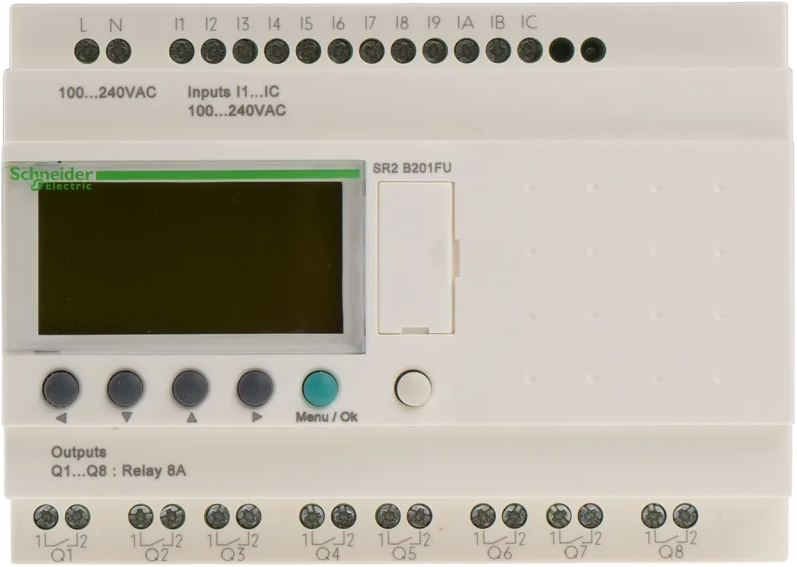 L N I1 I2 I3 I4 I5 I6 I7 I8 I9 IA IB IC
100...240VAC Inputs I1...IC
100...240VAC
Schneider
Electric
SR2 B201FU
Menu / Ok
Outputs
Q1...Q8 : Relay 8A
1 2 1 2 1 2 1 2 1 2 1 2 1 2 1 2
Q1 Q2 Q3 Q4 Q5 Q6 Q7 Q8